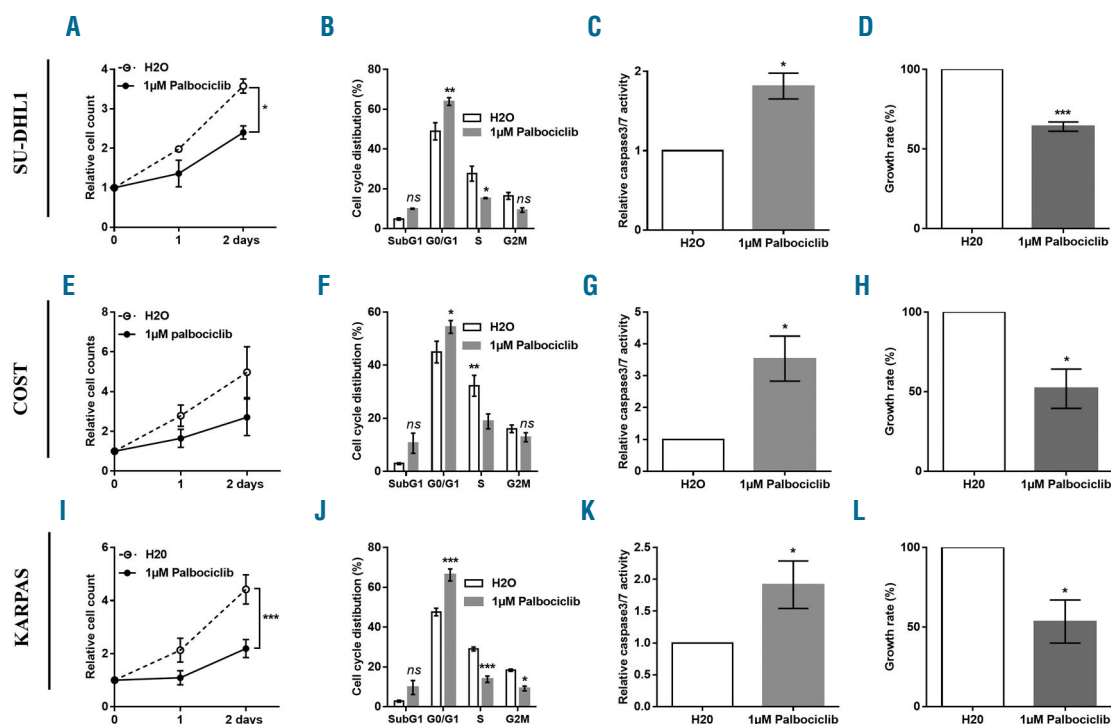 A
SU-DHL1
Relative cell count
H2O
1µM Palbociclib
6
4
2
0
*
0 1 2 days
B
Cell cycle distibution (%)
80
60
40
20
0
H2O
1µM Palbociclib
ns ** * ns
SubG1 G0/G1 S G2M
C
Relative caspase3/7 activity
2
1
0
*
H2O 1µM Palbociclib
D
Growth rate (%)
100
50
0
***
H20 1µM Palbociclib
E
COST
Relative cell counts
H2O
1µM palbociclib
8
6
4
2
0
0 1 2 days
F
Cell cycle distibution (%)
60
40
20
0
H2O
1µM Palbociclib
ns * ** ns
SubG1 G0/G1 S G2M
G
Relative caspase3/7 activity
5
4
3
2
1
0
*
H2O 1µM Palbociclib
H
Growth rate (%)
100
50
0
*
H20 1µM Palbociclib
I
KARPAS
Relative cell count
H20
1µM Palbociclib
6
4
2
0
***
0 1 2 days
J
Cell cycle distibution (%)
80
60
40
20
0
H2O
1µM Palbociclib
ns *** *** *
SubG1 G0/G1 S G2M
K
Relative caspase3/7 activity
2.5
2.0
1.5
1.0
0.5
0.0
*
H20 1µM Palbociclib
L
Growth rate (%)
100
50
0
*
H20 1µM Palbociclib